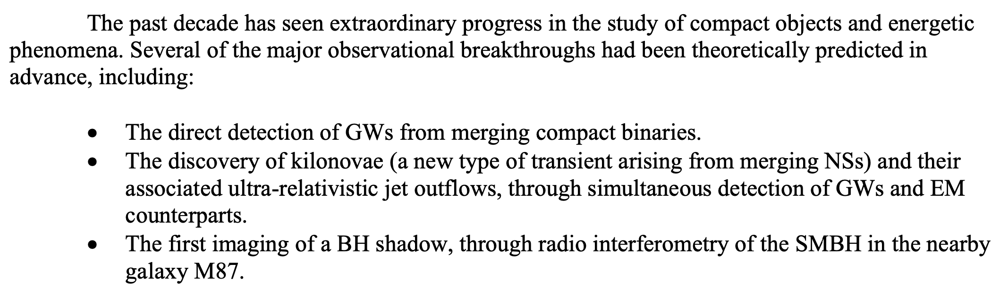 The past decade has seen extraordinary progress in the study of compact objects and energetic
phenomena. Several of the major observational breakthroughs had been theoretically predicted in
advance, including:
• The direct detection of GWs from merging compact binaries.
• The discovery of kilonovae (a new type of transient arising from merging NSs) and their
associated ultra-relativistic jet outflows, through simultaneous detection of GWs and EM
counterparts.
• The first imaging of a BH shadow, through radio interferometry of the SMBH in the nearby
galaxy M87.